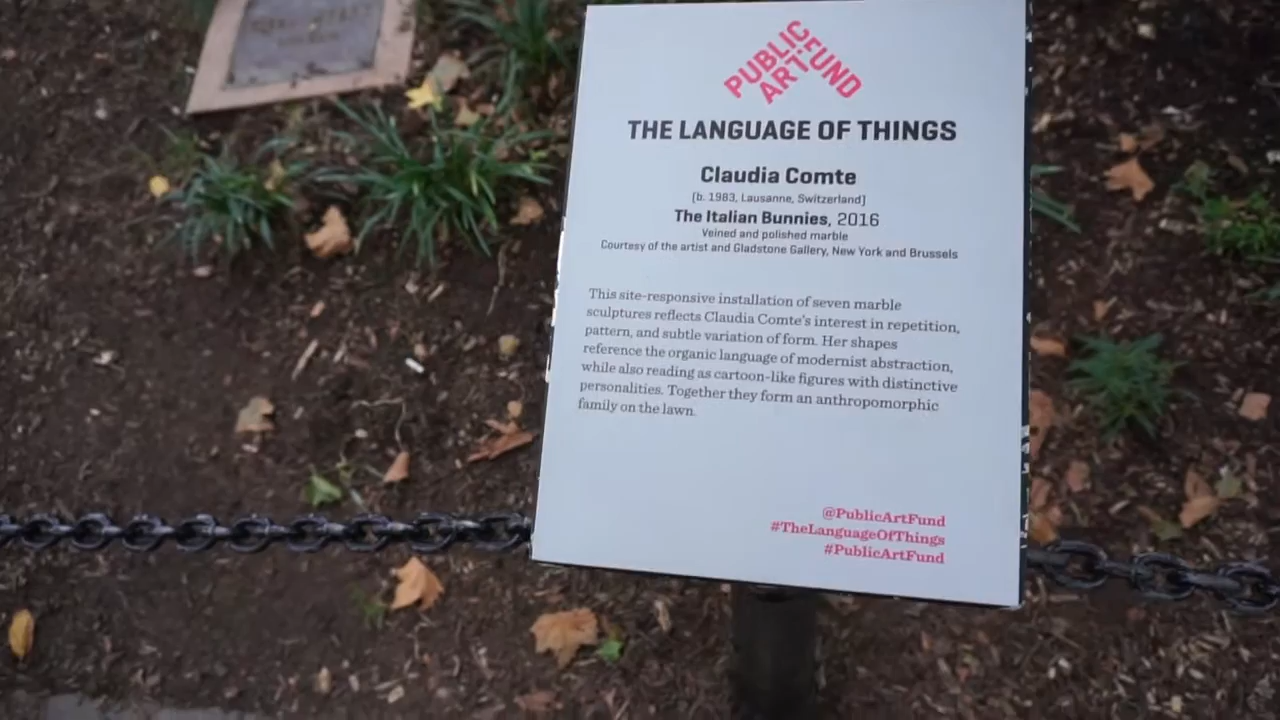 PUBLIC
ART
FUND
THE LANGUAGE OF THINGS
Claudia Comte
(b. 1983, Lausanne, Switzerland)
The Italian Bunnies, 2016
Veined and polished marble
Courtesy of the artist and Gladstone Gallery, New York and Brussels
This site-responsive installation of seven marble
sculptures reflects Claudia Comte's interest in repetition,
pattern, and subtle variation of form. Her shapes
reference the organic language of modernist abstraction,
while also reading as cartoon-like figures with distinctive
personalities. Together they form an anthropomorphic
family on the lawn.
@PublicArtFund
#TheLanguageOfThings
#PublicArtFund